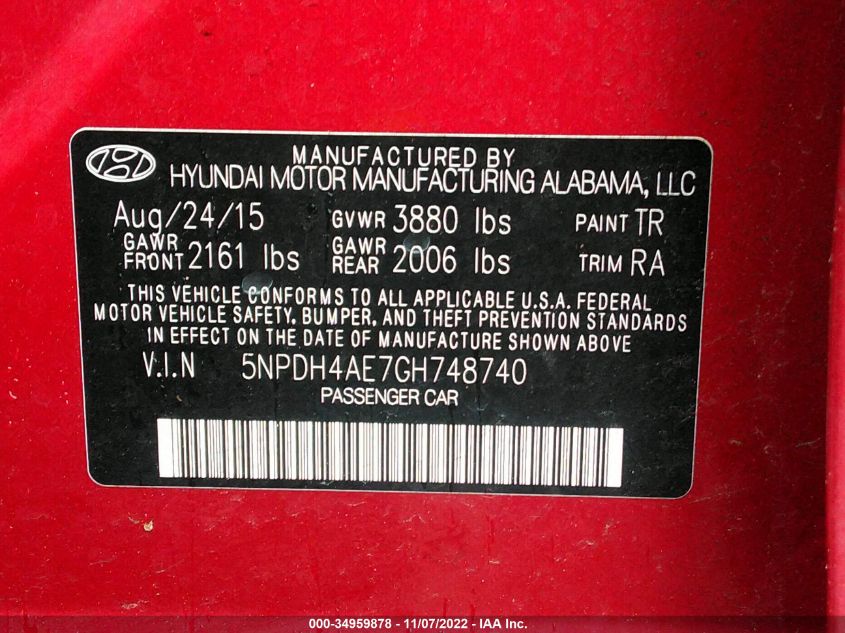 MANUFACTURED BY
HYUNDAI MOTOR MANUFACTURING ALABAMA, LLC
Aug/24/15 GVWR 3880 lbs PAINT TR
GAWR FRONT 2161 lbs GAWR REAR 2006 lbs TRIM RA
THIS VEHICLE CONFORMS TO ALL APPLICABLE U.S.A. FEDERAL
MOTOR VEHICLE SAFETY, BUMPER, AND THEFT PREVENTION STANDARDS
IN EFFECT ON THE DATE OF MANUFACTURE SHOWN ABOVE
V.I.N 5NPDH4AE7GH748740
PASSENGER CAR
000-34959878 - 11/07/2022 - IAA Inc.